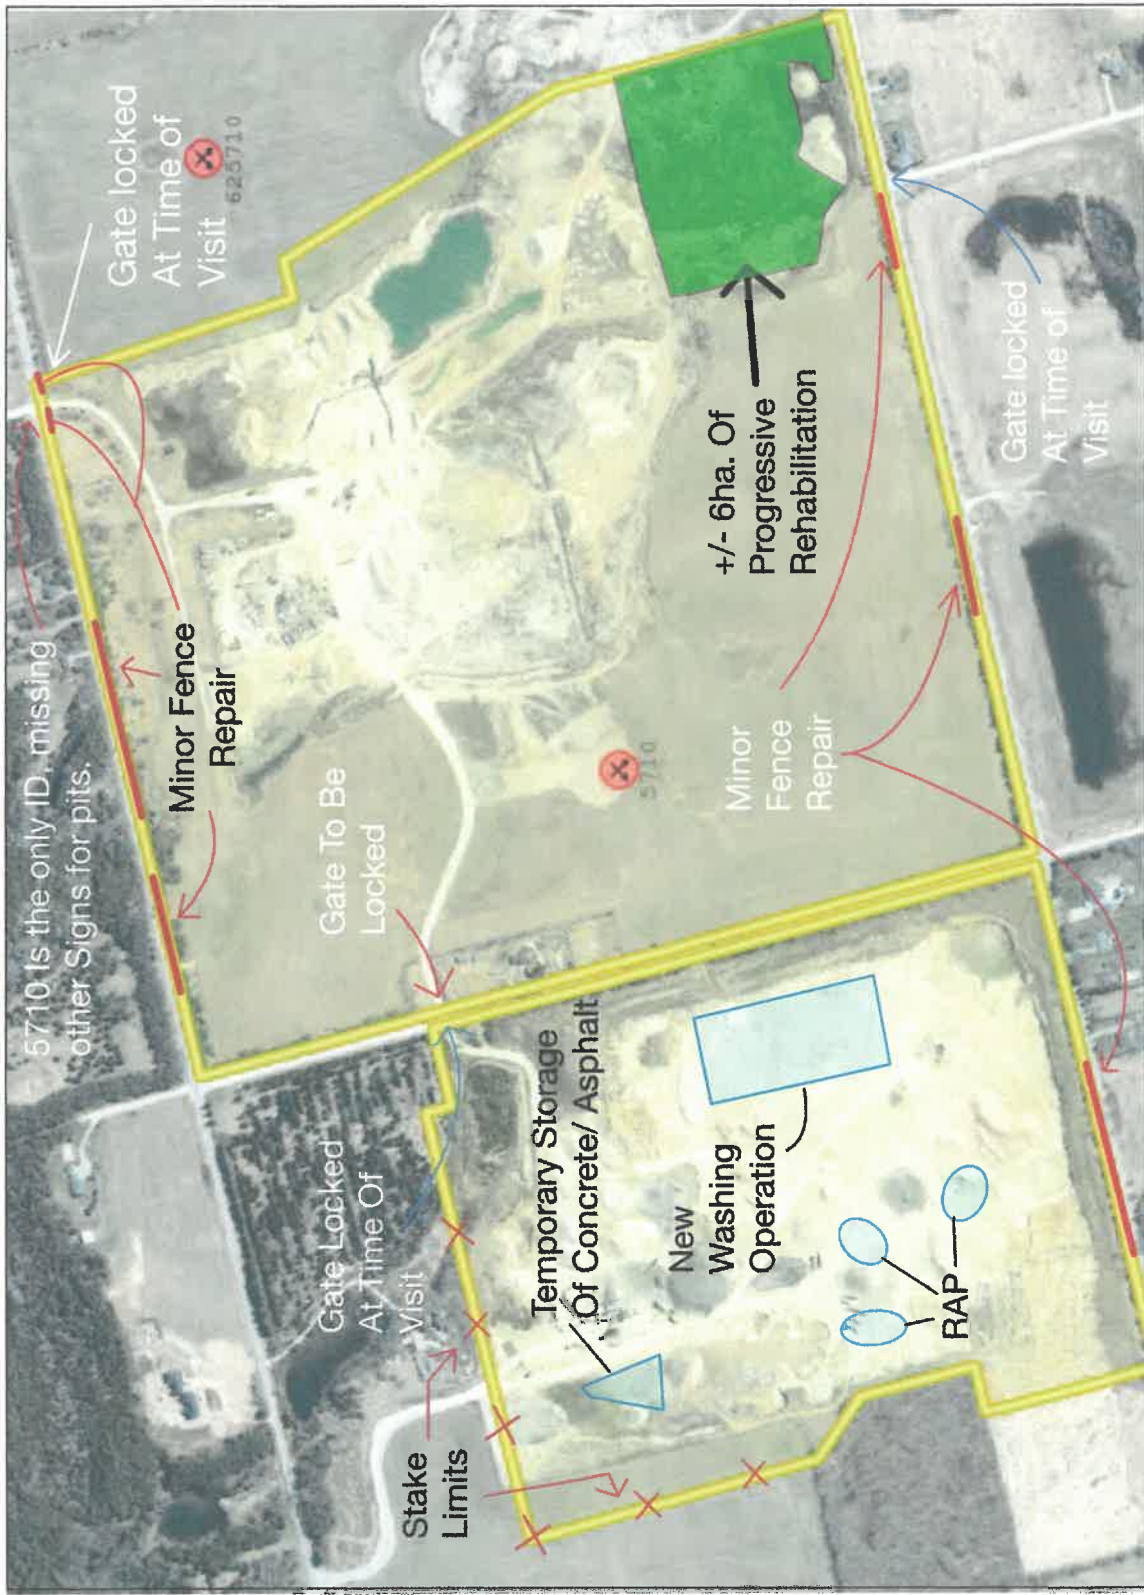 5710 Is the only ID, missing
other Signs for pits.
Gate locked
At Time of
Visit
625710
Minor Fence
Repair
Gate To Be
Locked
5710
+/- 6ha. Of
Progressive
Rehabilitation
Minor
Fence
Repair
Gate locked
At Time of
Visit
Gate Locked
At Time Of
Visit
Temporary Storage
Of Concrete/ Asphalt
New
Washing
Operation
Stake
Limits
RAP